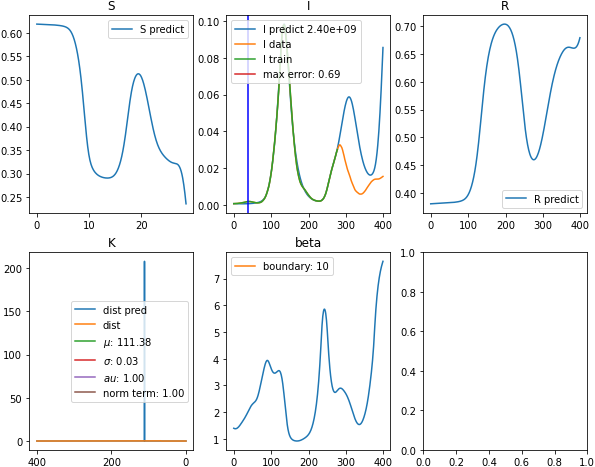 S
I
R
S predict
I predict 2.40e+09
I data
I train
max error: 0.69
R predict
0.60
0.55
0.50
0.45
0.40
0.35
0.30
0.25
0 10 20
0.10
0.08
0.06
0.04
0.02
0.00
0 100 200 300 400
0.70
0.65
0.60
0.55
0.50
0.45
0.40
0 100 200 300 400
K
beta
dist pred
dist
μ: 111.38
σ: 0.03
au: 1.00
norm term: 1.00
boundary: 10
200
150
100
50
0
400 200 0
7
6
5
4
3
2
1
0 100 200 300 400
1.0
0.8
0.6
0.4
0.2
0.0
0.0 0.2 0.4 0.6 0.8 1.0